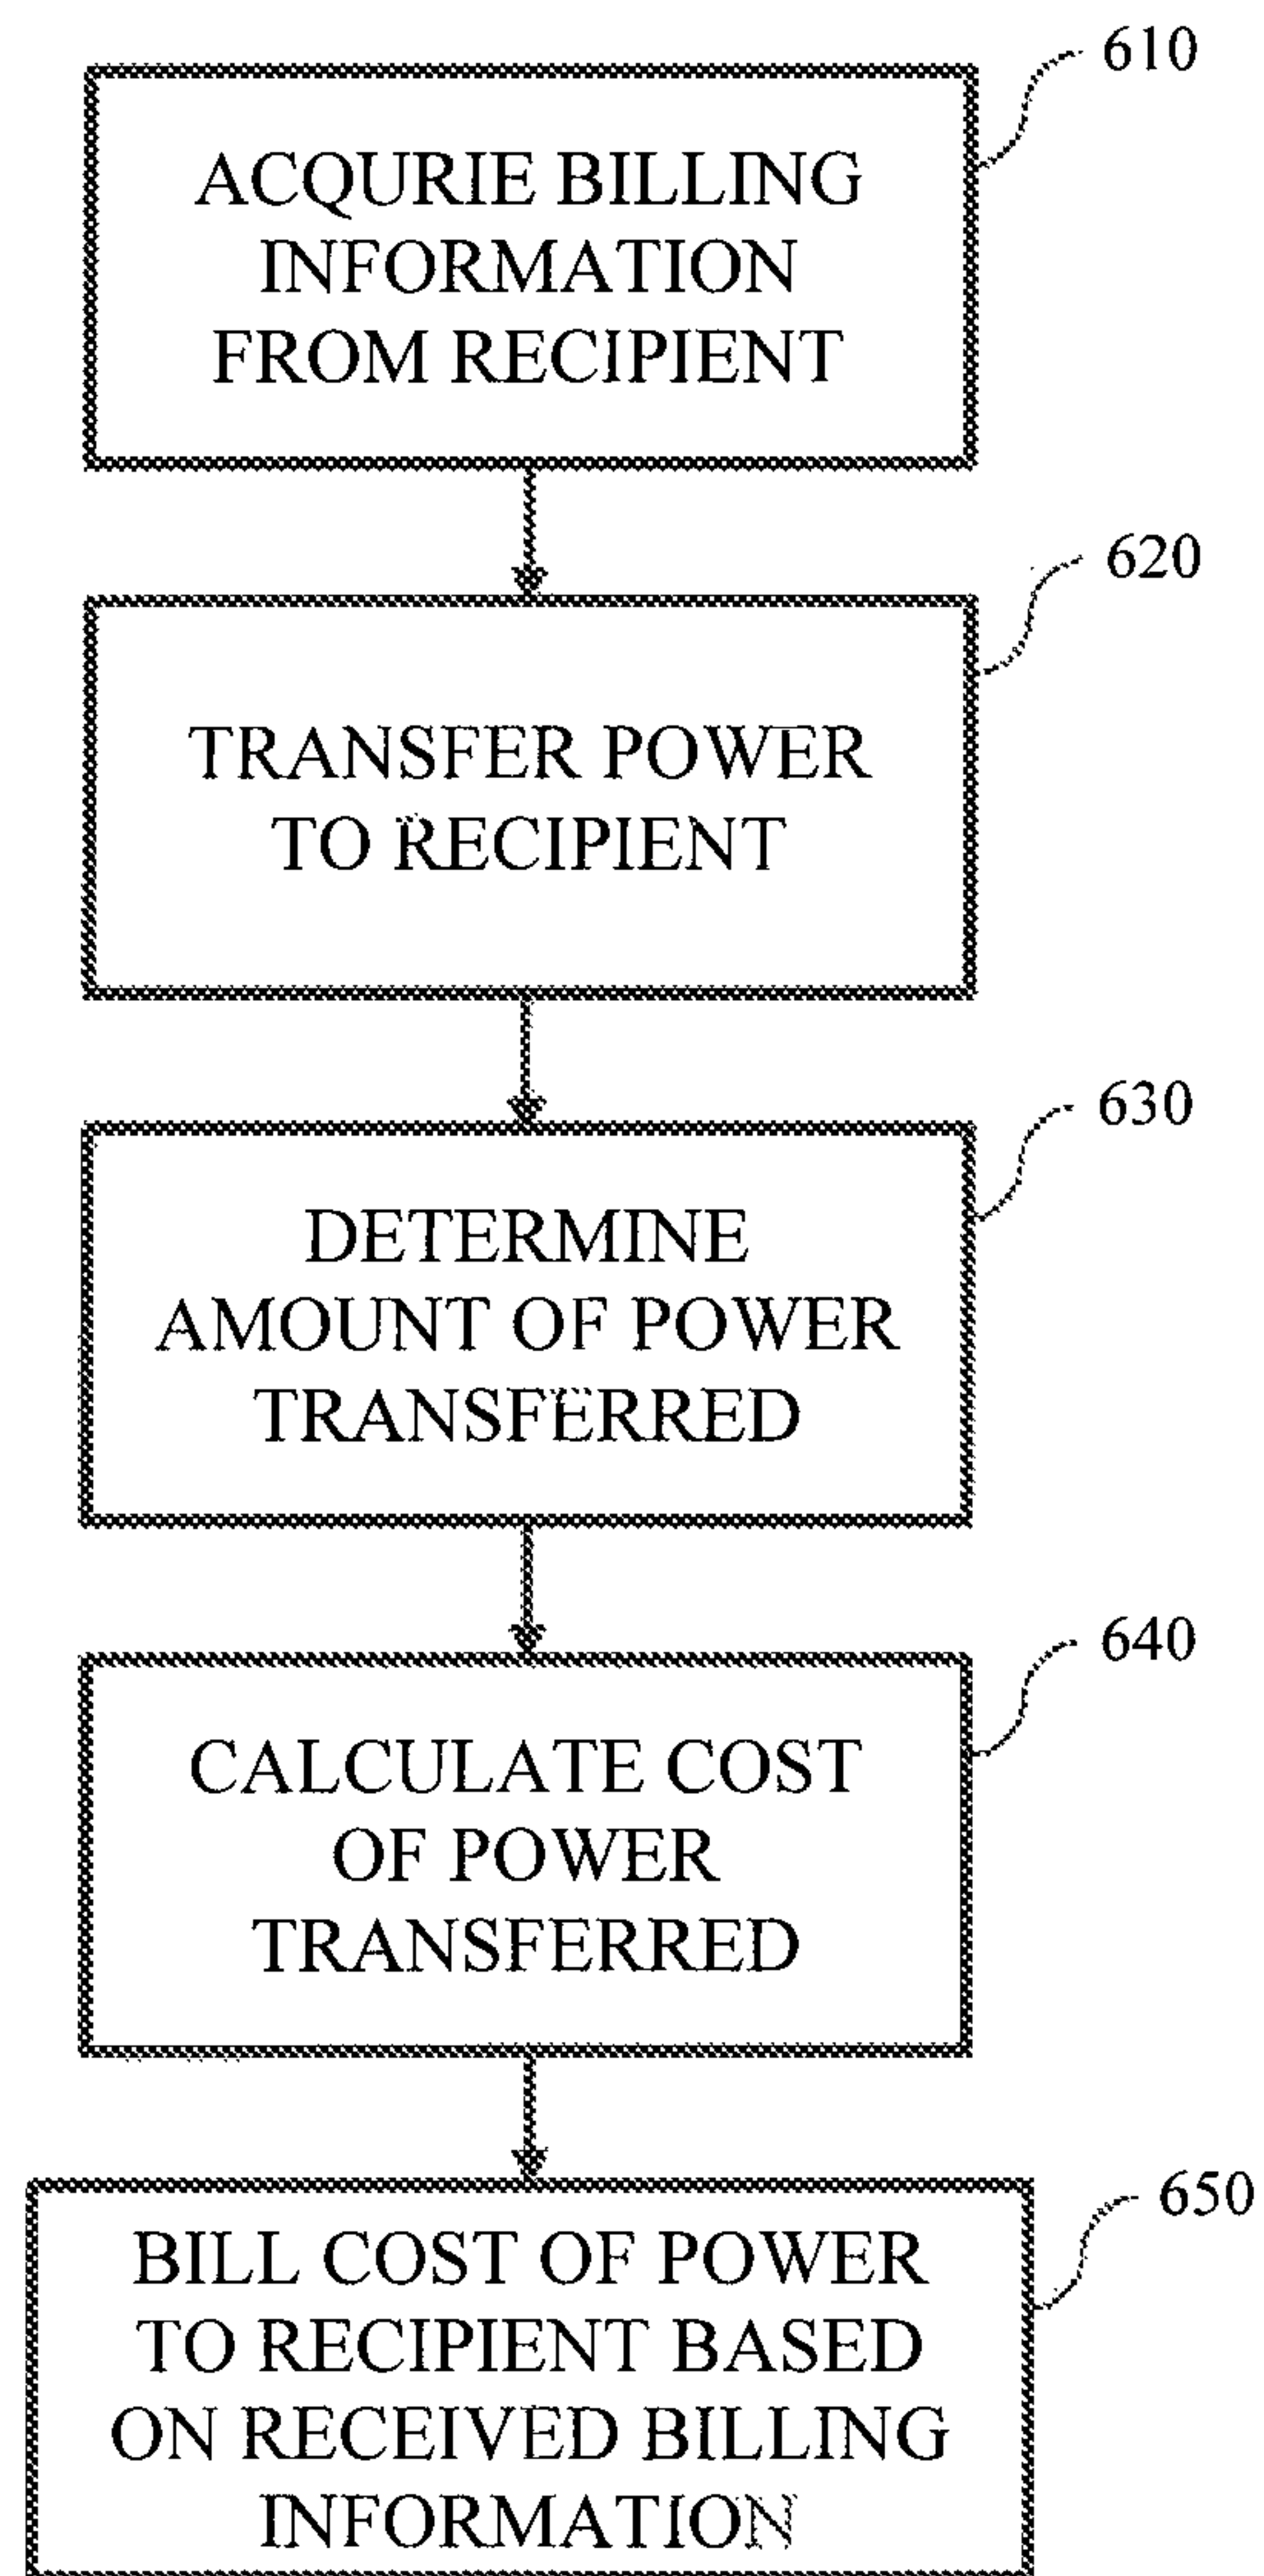 610
ACQURIE BILLING
INFORMATION
FROM RECIPIENT
620
TRANSFER POWER
TO RECIPIENT
630
DETERMINE
AMOUNT OF POWER
TRANSFERRED
640
CALCULATE COST
OF POWER
TRANSFERRED
650
BILL COST OF POWER
TO RECIPIENT BASED
ON RECEIVED BILLING
INFORMATION